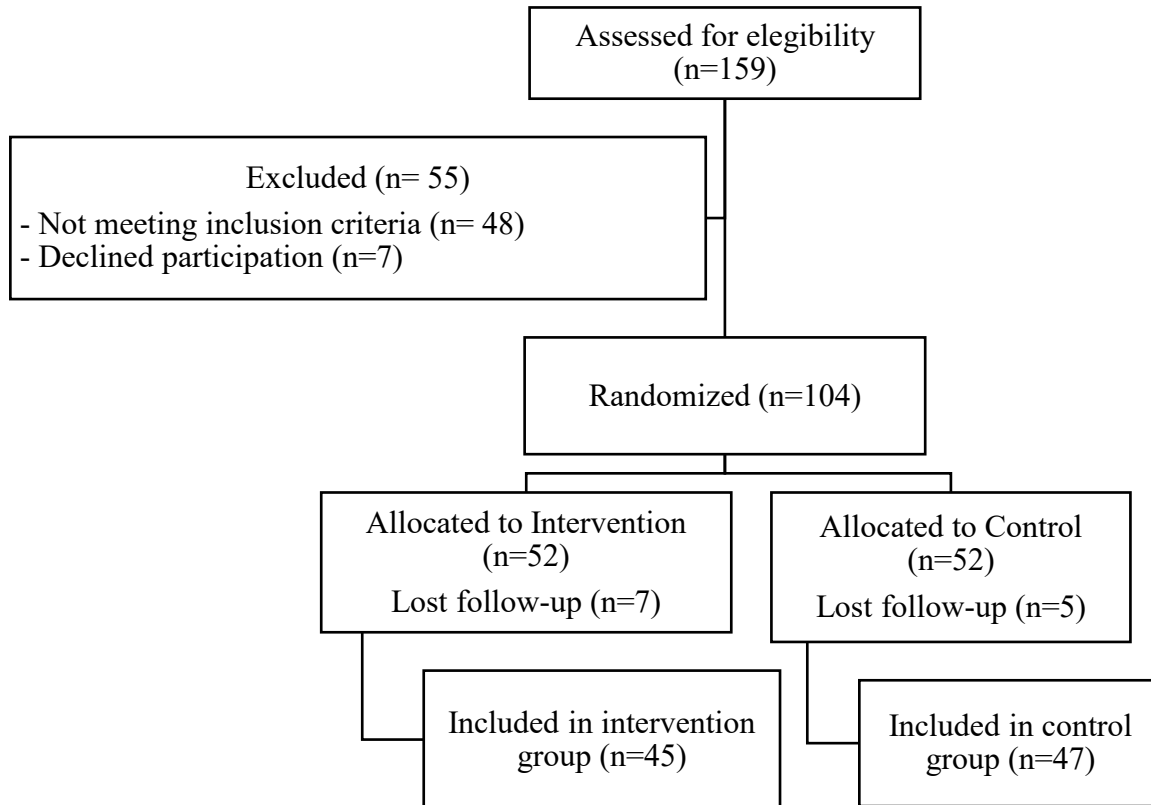 Assessed for elegibility
(n=159)
Excluded (n= 55)
- Not meeting inclusion criteria (n= 48)
- Declined participation (n=7)
Randomized (n=104)
Allocated to Intervention
(n=52)
Lost follow-up (n=7)
Allocated to Control
(n=52)
Lost follow-up (n=5)
Included in intervention
group (n=45)
Included in control
group (n=47)